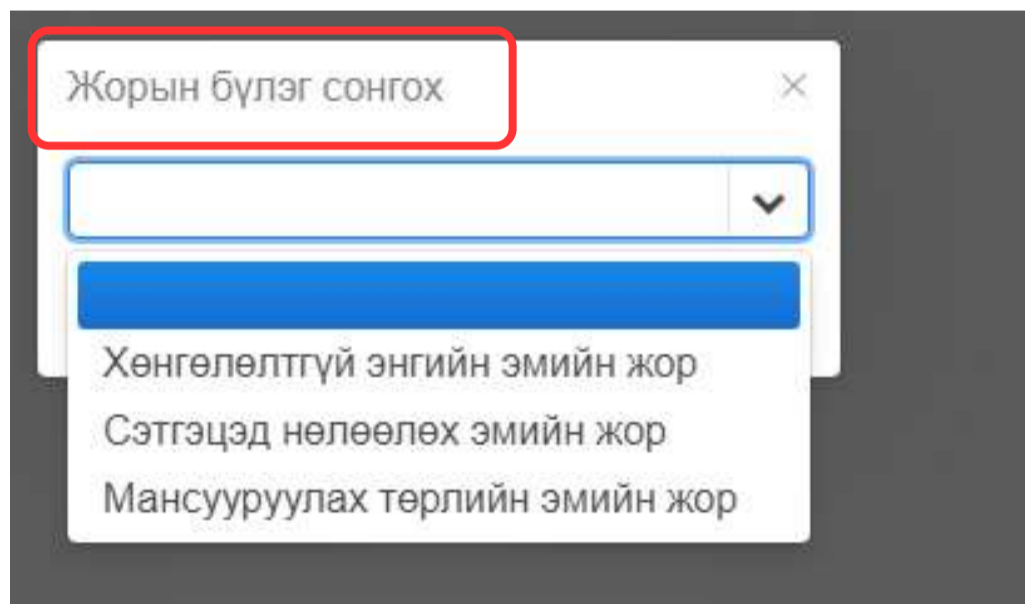 Жорын бүлэг сонгох
Хөнгөлөлтгүй энгийн эмийн жор
Сэтгэцэд нөлөөлөх эмийн жор
Мансууруулах төрлийн эмийн жор